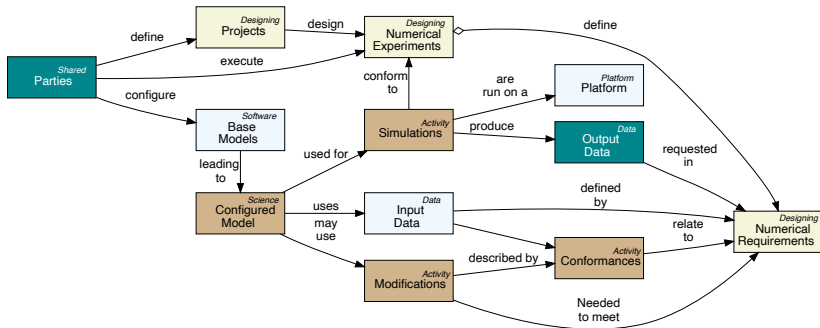 Designing
Projects
Designing
Numerical
Experiments
define
design
define
execute
Shared
Parties
configure
conform
to
are
run on a
Platform
Platform
Software
Base
Models
Activity
Simulations
produce
Data
Output
Data
leading
to
used for
requested
in
Science
Configured
Model
uses
may
use
Data
Input
Data
defined
by
Designing
Numerical
Requirements
Activity
Conformances
relate
to
described by
Activity
Modifications
Needed
to meet